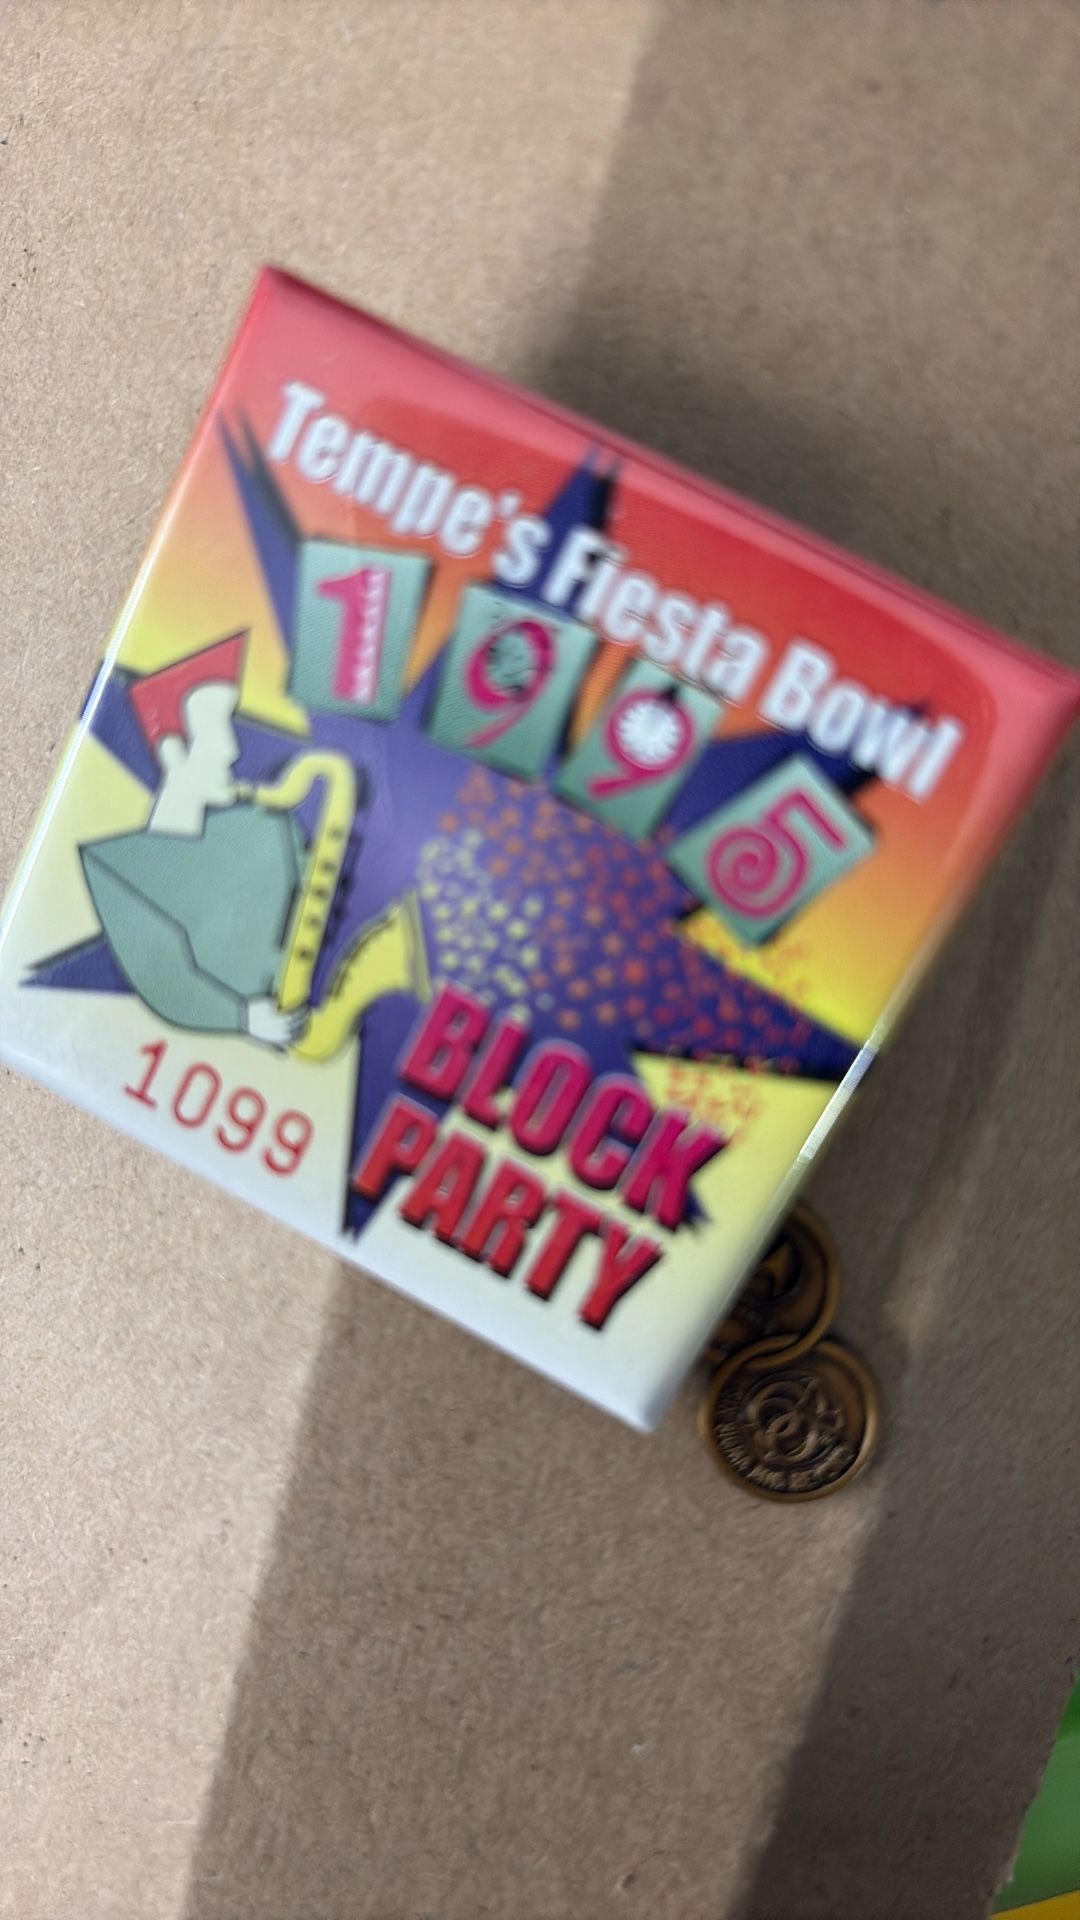 Tempe's Fiesta Bowl
1995
BLOCK
PARTY
1099